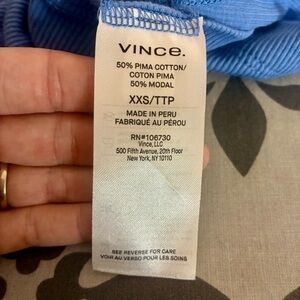 VINCE.
50% PIMA COTTON/
COTON PIMA
50% MODAL
XXS/TTP
MADE IN PERU
FABRIQUÉ AU PÉROU
RN#106730
Vince, LLC
500 Fifth Avenue, 20th Floor
New York, NY 10110
SEE REVERSE FOR CARE
VOIR AU VERSO POUR LES SOINS